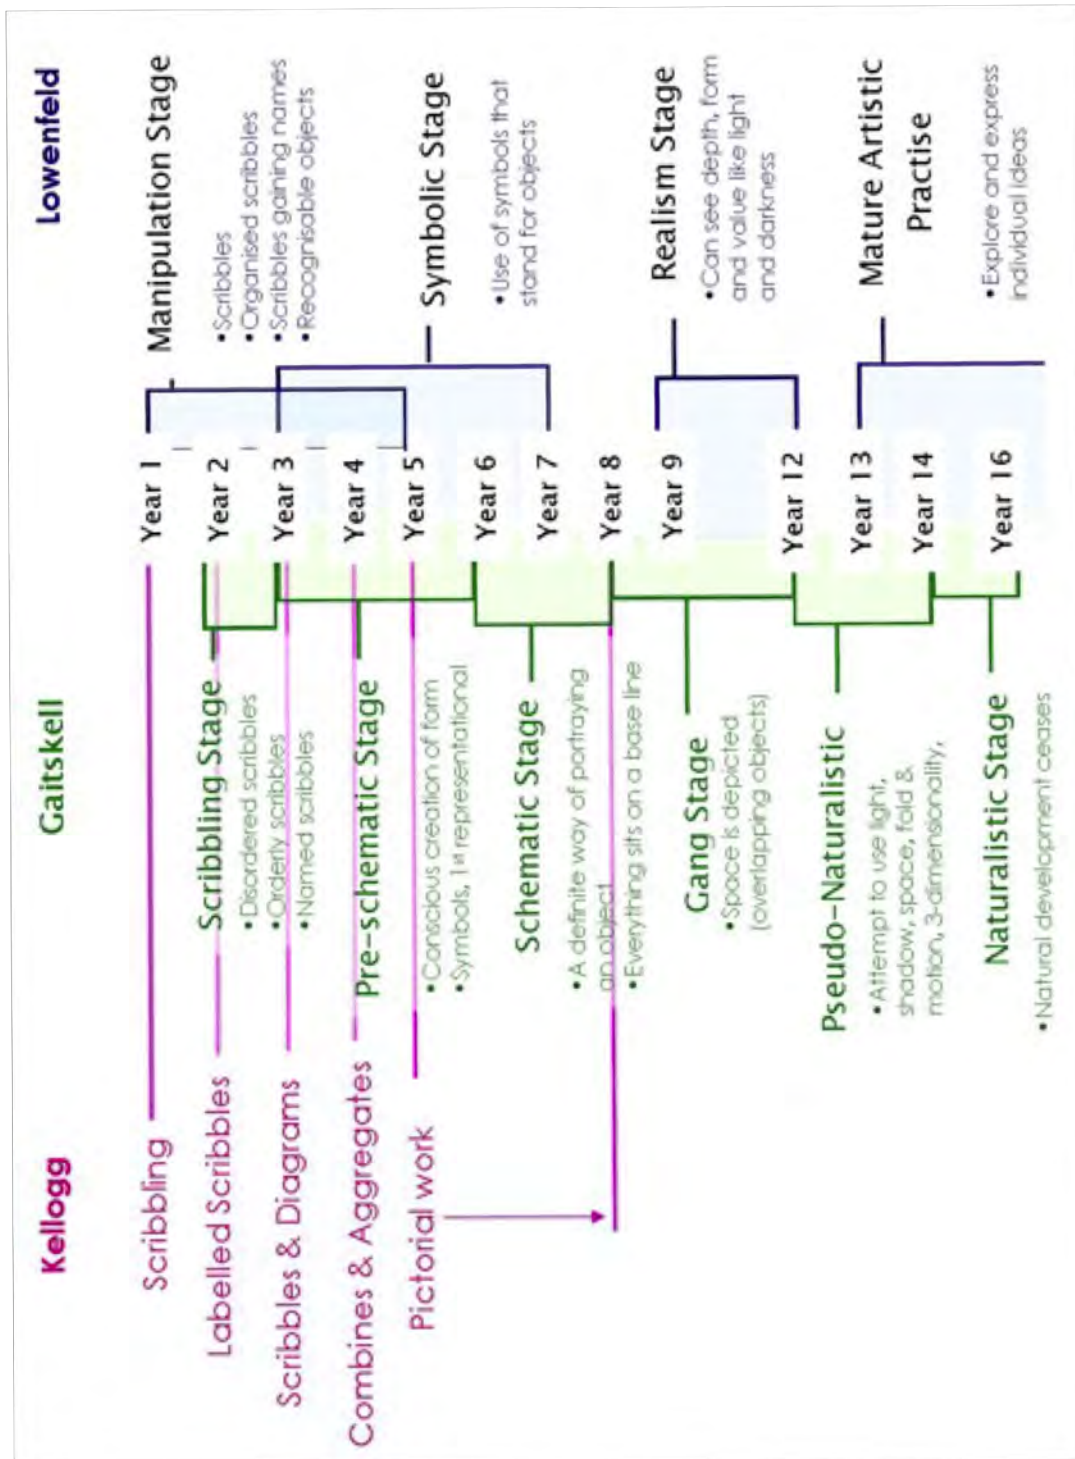 Kellogg
Gaitskell
Lowenfeld
Scribbling
Labelled Scribbles
Scribbles & Diagrams
Combines & Aggregates
Pictorial work
Scribbling Stage
• Disordered scribbles
• Orderly scribbles
• Named scribbles
Pre-schematic Stage
• Conscious creation of form
• Symbols, 1st representational
Schematic Stage
• A definite way of portraying
an object
• Everything sits on a base line
Gang Stage
• Space is depicted
(overlapping objects)
Pseudo-Naturalistic
• Attempt to use light,
shadow, space, fold &
motion, 3-dimensionality,
Naturalistic Stage
• Natural development ceases
Year 1
Year 2
Year 3
Year 4
Year 5
Year 6
Year 7
Year 8
Year 9
Year 12
Year 13
Year 14
Year 16
Manipulation Stage
• Scribbles
• Organised scribbles
• Scribbles gaining names
• Recognisable objects
Symbolic Stage
• Use of symbols that
stand for objects
Realism Stage
• Can see depth, form
and value like light
and darkness
Mature Artistic
Practise
• Explore and express
individual ideas